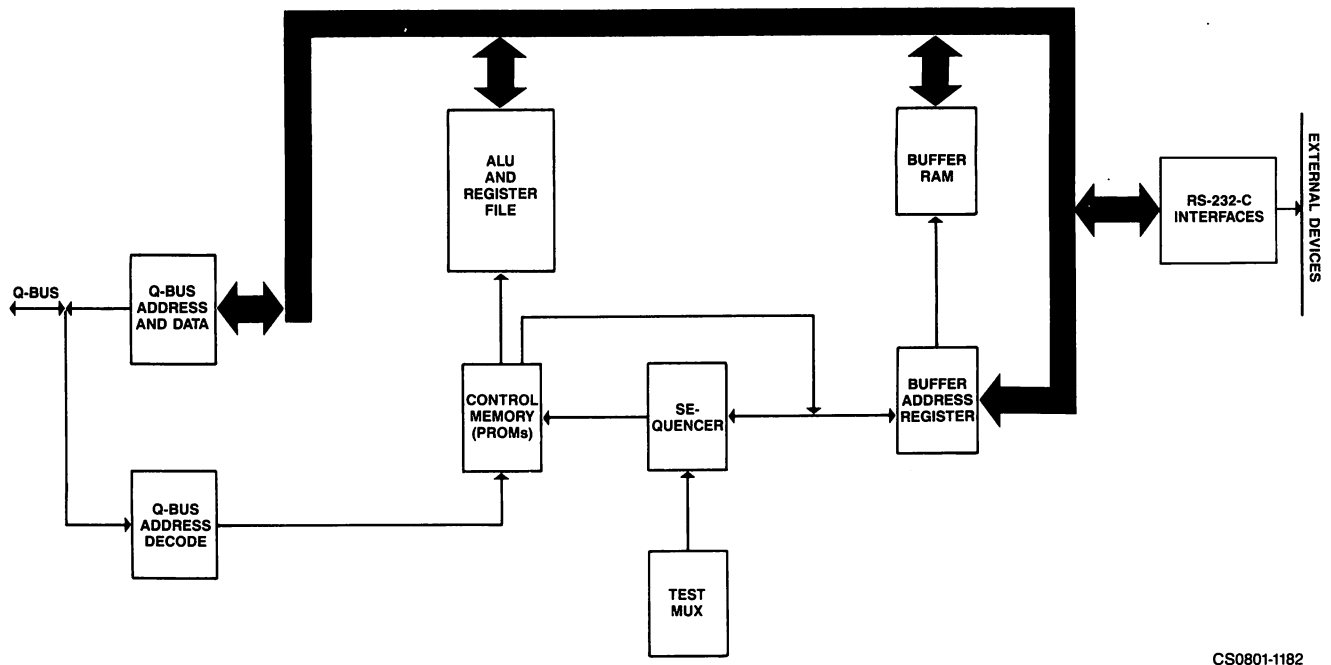 ALU
AND
REGISTER
FILE
BUFFER
RAM
RS-232-C
INTERFACES
EXTERNAL DEVICES
Q-BUS
Q-BUS
ADDRESS
AND DATA
CONTROL
MEMORY
(PROMs)
SE-
QUENCER
BUFFER
ADDRESS
REGISTER
Q-BUS
ADDRESS
DECODE
TEST
MUX
CS0801-1182